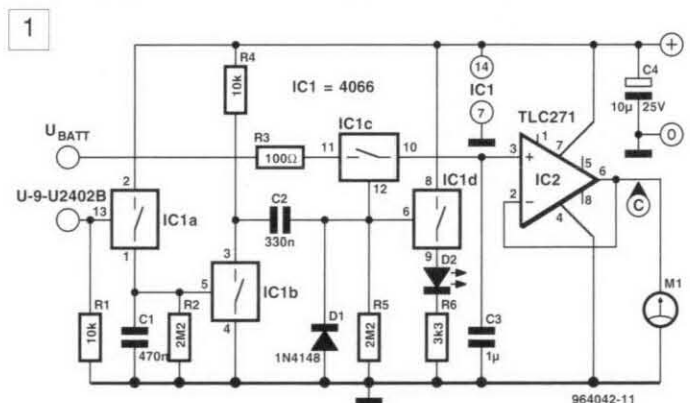 1
R4
10k
IC1 = 4066
14
IC1
7
C4
10µ 25V
+
0
UBATT
R3
100Ω
IC1c
11
10
12
TLC271
3
+
1
7
5
IC2
6
2
-
8
4
C
U-9-U2402B
13
2
IC1a
1
C2
330n
8
IC1d
6
9
D2
3
5
IC1b
4
R1
10k
C1
470n
R2
2M2
D1
1N4148
R5
2M2
R6
3k3
C3
1µ
M1
964042-11